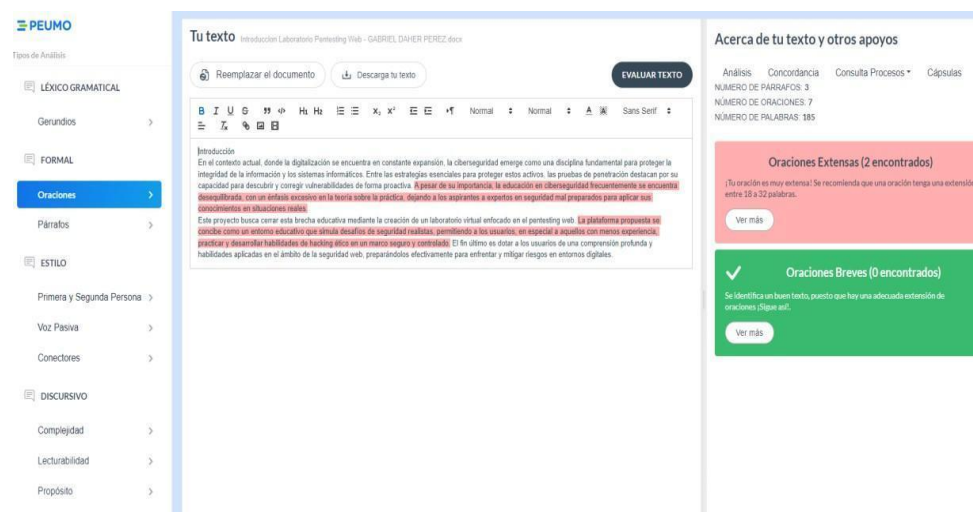 PEUMO
Tipos de Análisis
LÉXICO GRAMATICAL
Gerundios
FORMAL
Oraciones
Párrafos
ESTILO
Primera y Segunda Persona
Voz Pasiva
Conectores
DISCURSIVO
Complejidad
Lecturabilidad
Propósito
Tu texto Introduccion Laboratorio Pentesting Web - GABRIEL DAHER PEREZ.docx
Reemplazar el documento Descarga tu texto EVALUAR TEXTO
B I U S H1 H2 X₂ X² Normal Normal A Sans Serif
Introducción
En el contexto actual, donde la digitalización se encuentra en constante expansión, la ciberseguridad emerge como una disciplina fundamental para proteger la
integridad de la información y los sistemas informáticos. Entre las estrategias esenciales para proteger estos activos, las pruebas de penetración destacan por su
capacidad para descubrir y corregir vulnerabilidades de forma proactiva. A pesar de su importancia, la educación en ciberseguridad frecuentemente se encuentra
desequilibrada, con un énfasis excesivo en la teoría sobre la práctica, dejando a los aspirantes a expertos en seguridad mal preparados para aplicar sus
conocimientos en situaciones reales.
Este proyecto busca cerrar esta brecha educativa mediante la creación de un laboratorio virtual enfocado en el pentesting web. La plataforma propuesta se
concibe como un entorno educativo que simula desafíos de seguridad realistas, permitiendo a los usuarios, en especial a aquellos con menos experiencia,
practicar y desarrollar habilidades de hacking ético en un marco seguro y controlado. El fin último es dotar a los usuarios de una comprensión profunda y
habilidades aplicadas en el ámbito de la seguridad web, preparándolos efectivamente para enfrentar y mitigar riesgos en entornos digitales.
Acerca de tu texto y otros apoyos
Análisis Concordancia Consulta Procesos Cápsulas
NÚMERO DE PARRAFOS: 3
NÚMERO DE ORACIONES: 7
NÚMERO DE PALABRAS: 185
Oraciones Extensas (2 encontrados)
¡Tu oración es muy extensa! Se recomienda que una oración tenga una extensión
entre 18 a 32 palabras.
Ver más
Oraciones Breves (0 encontrados)
Se identifica un buen texto, puesto que hay una adecuada extensión de
oraciones ¡Sigue así!.
Ver más